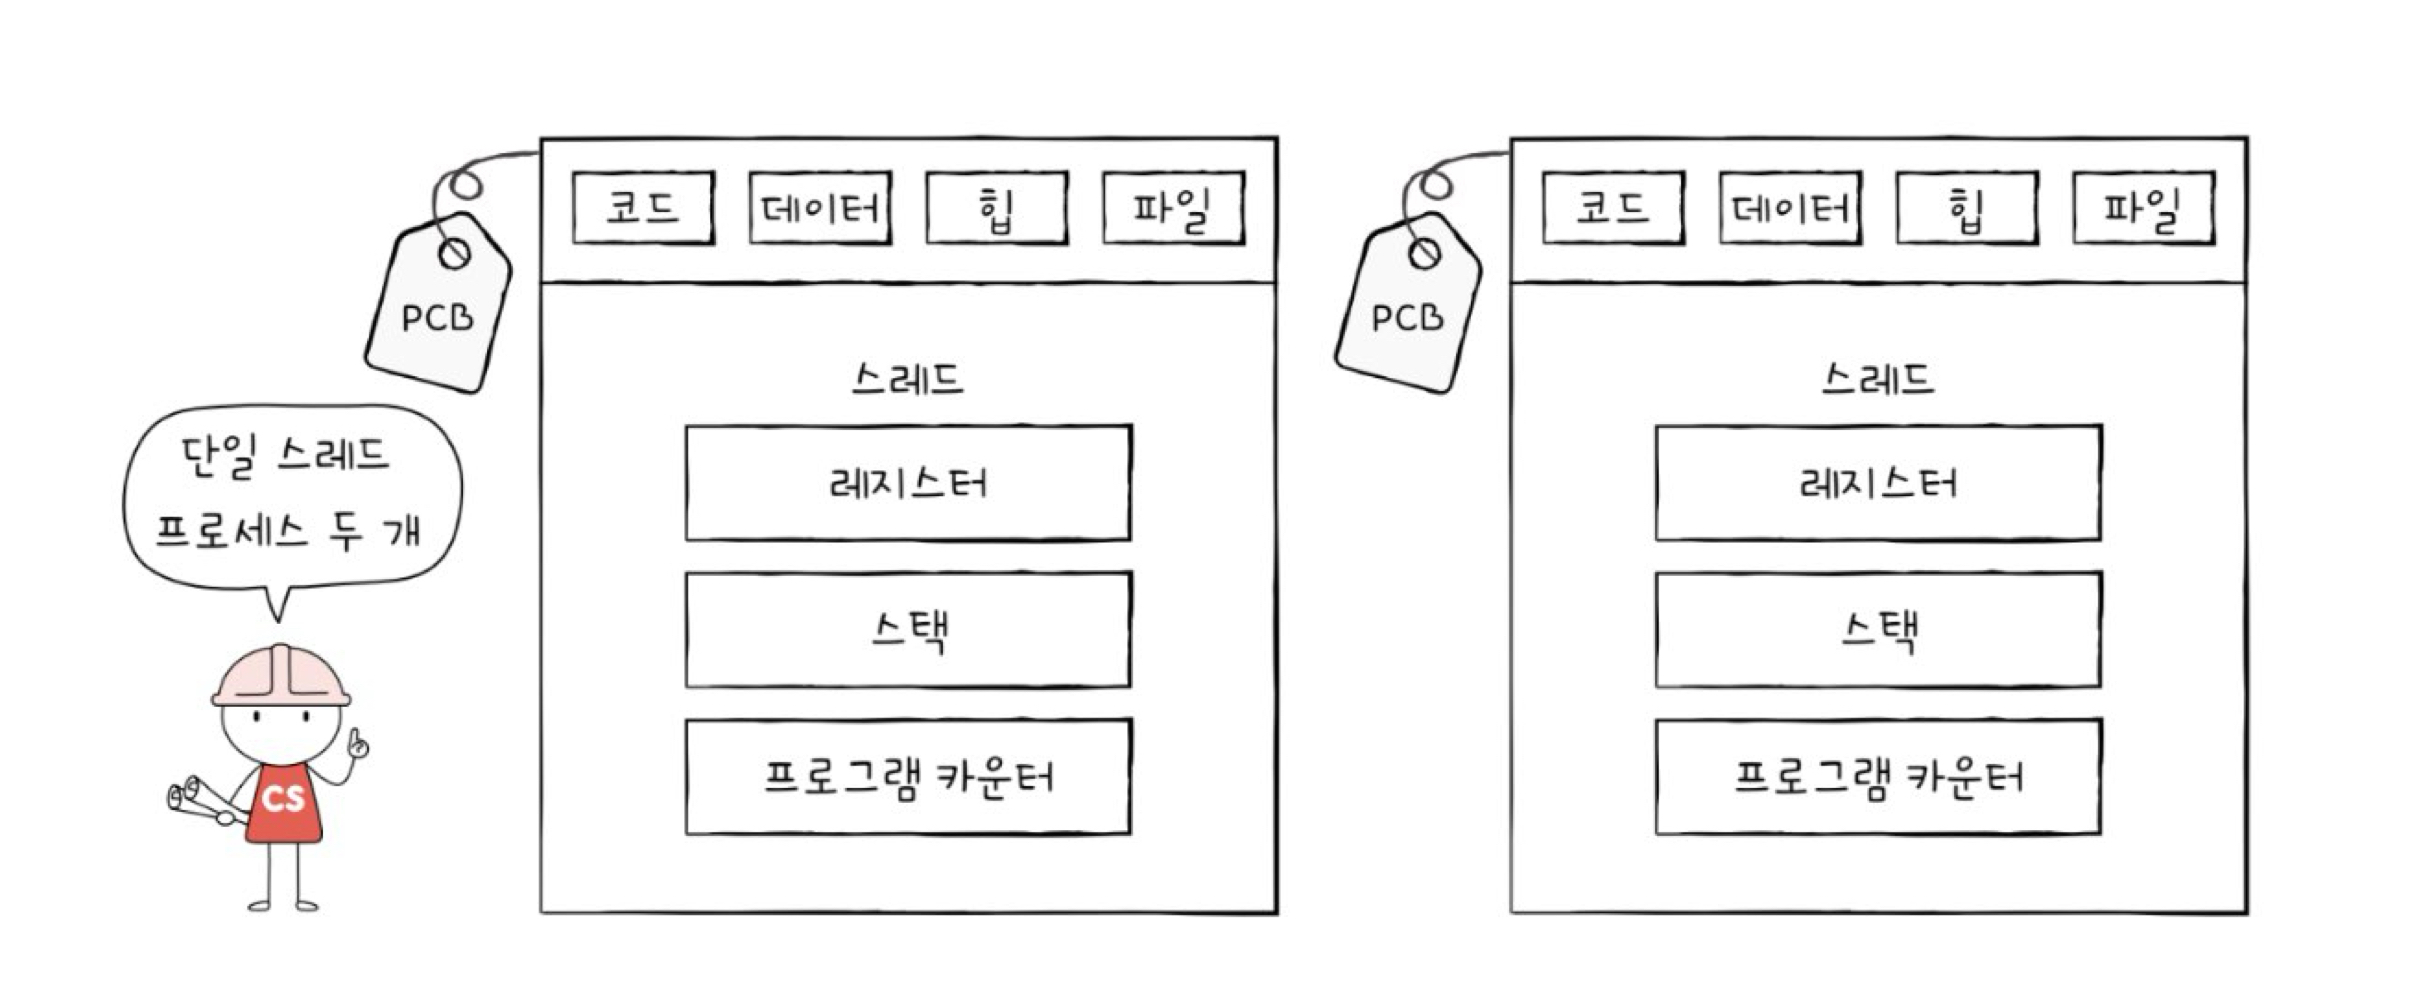 PCB
코드 데이터 힙 파일
스레드
레지스터
스택
프로그램 카운터
PCB
코드 데이터 힙 파일
스레드
레지스터
스택
프로그램 카운터
단일 스레드
프로세스 두 개
CS